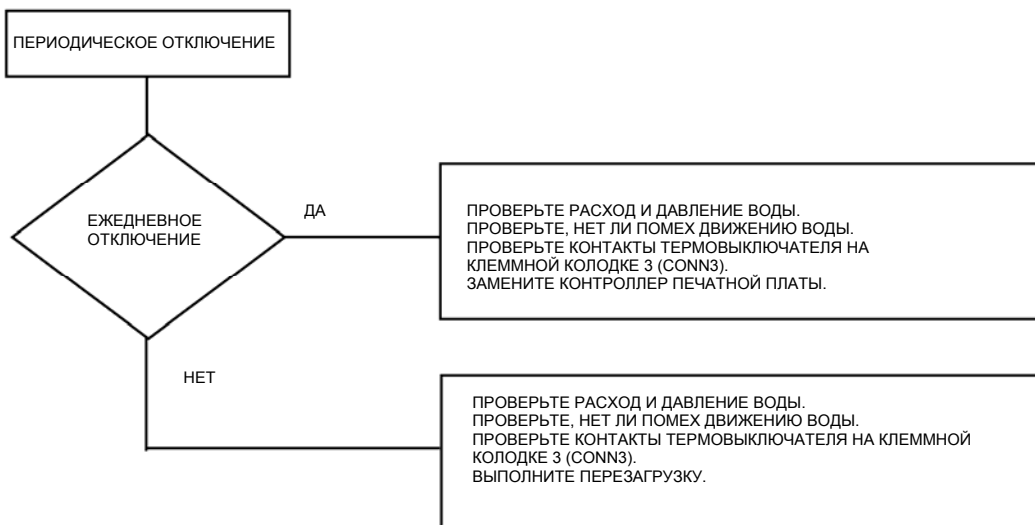 ПЕРИОДИЧЕСКОЕ ОТКЛЮЧЕНИЕ
ЕЖЕДНЕВНОЕ
ОТКЛЮЧЕНИЕ
ДА
ПРОВЕРЬТЕ РАСХОД И ДАВЛЕНИЕ ВОДЫ.
ПРОВЕРЬТЕ, НЕТ ЛИ ПОМЕХ ДВИЖЕНИЮ ВОДЫ.
ПРОВЕРЬТЕ КОНТАКТЫ ТЕРМОВЫКЛЮЧАТЕЛЯ НА
КЛЕММНОЙ КОЛОДКЕ 3 (CONN3).
ЗАМЕНИТЕ КОНТРОЛЛЕР ПЕЧАТНОЙ ПЛАТЫ.
НЕТ
ПРОВЕРЬТЕ РАСХОД И ДАВЛЕНИЕ ВОДЫ.
ПРОВЕРЬТЕ, НЕТ ЛИ ПОМЕХ ДВИЖЕНИЮ ВОДЫ.
ПРОВЕРЬТЕ КОНТАКТЫ ТЕРМОВЫКЛЮЧАТЕЛЯ НА КЛЕММНОЙ
КОЛОДКЕ 3 (CONN3).
ВЫПОЛНИТЕ ПЕРЕЗАГРУЗКУ.